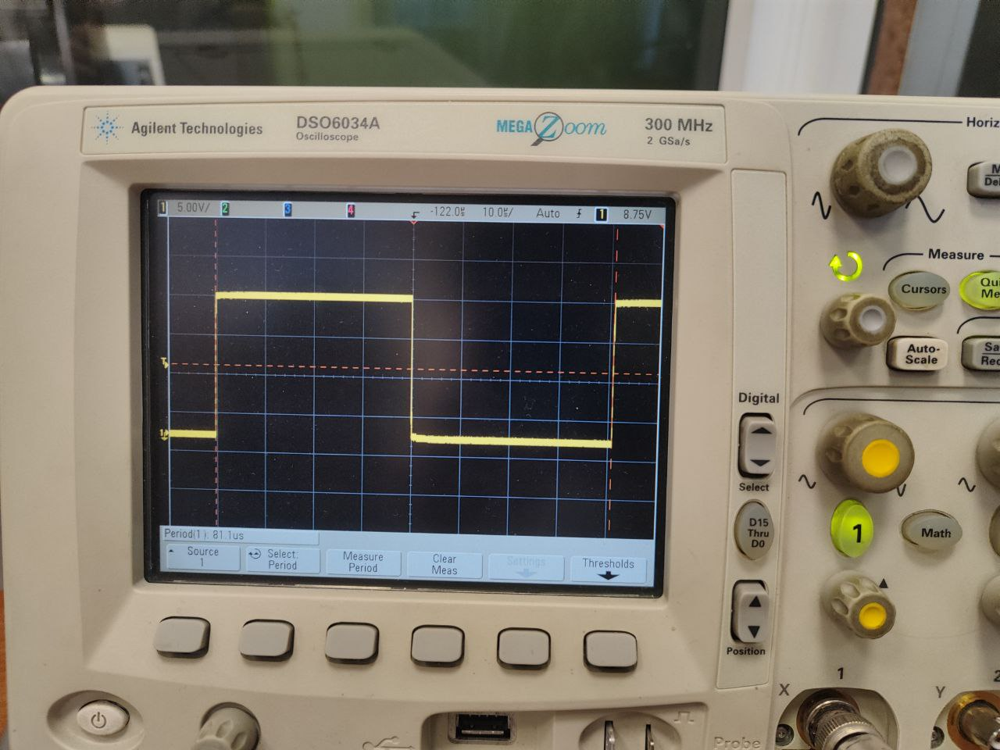 Agilent Technologies
DSO6034A
Oscilloscope
MEGA Zoom
300 MHz
2 GSa/s
Horiz
1 5.00V/ 2 3 4 -122.0µs 10.0µs/ Auto 1 8.75V
Measure
Cursors
Qui
Me
Auto-
Scale
Sa
Rec
T
1
Digital
Select
D15
Thru
D0
1
Math
Position
Period(1): 81.1us
Source
1
Select:
Period
Measure
Period
Clear
Meas
Settings
Thresholds
1
2
X
Y
Probe